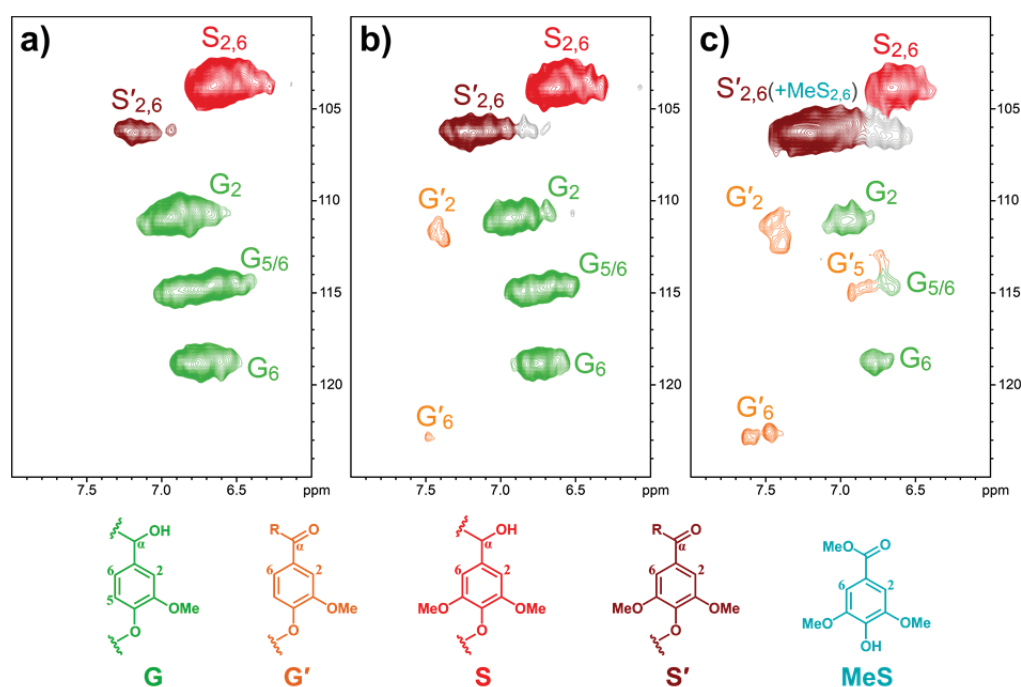 a)
S2,6
S′2,6
G2
G5/6
G6
7.5 7.0 6.5 ppm
105
110
115
120
b)
S2,6
S′2,6
G′2
G2
G5/6
G6
G′6
7.5 7.0 6.5 ppm
105
110
115
120
c)
S2,6
S′2,6(+MeS2,6)
G′2
G2
G′5
G5/6
G6
G′6
7.5 7.0 6.5 ppm
105
110
115
120
OH
α
6 2
5
OMe
O
G
R O
α
6 2
OMe
O
G′
OH
α
6 2
MeO OMe
O
S
R O
α
6 2
MeO OMe
O
S′
MeO O
6 2
MeO OMe
OH
MeS